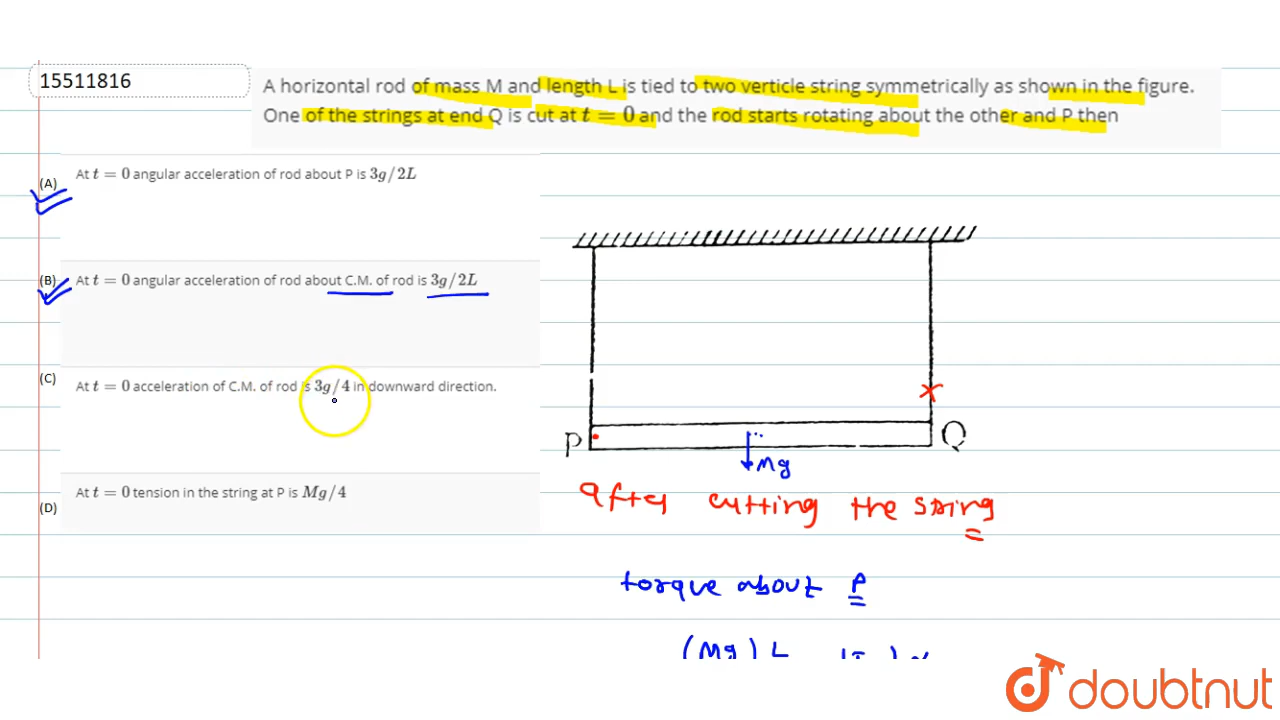 15511816
A horizontal rod of mass M and length L is tied to two verticle string symmetrically as shown in the figure.
One of the strings at end Q is cut at t = 0 and the rod starts rotating about the other and P then
(A) At t = 0 angular acceleration of rod about P is 3g/2L
(B) At t = 0 angular acceleration of rod about C.M. of rod is 3g/2L
(C) At t = 0 acceleration of C.M. of rod is 3g/4 in downward direction.
(D) At t = 0 tension in the string at P is Mg/4
P
Q
Mg
after cutting the string
torque about P
(Mg) L
doubtnut